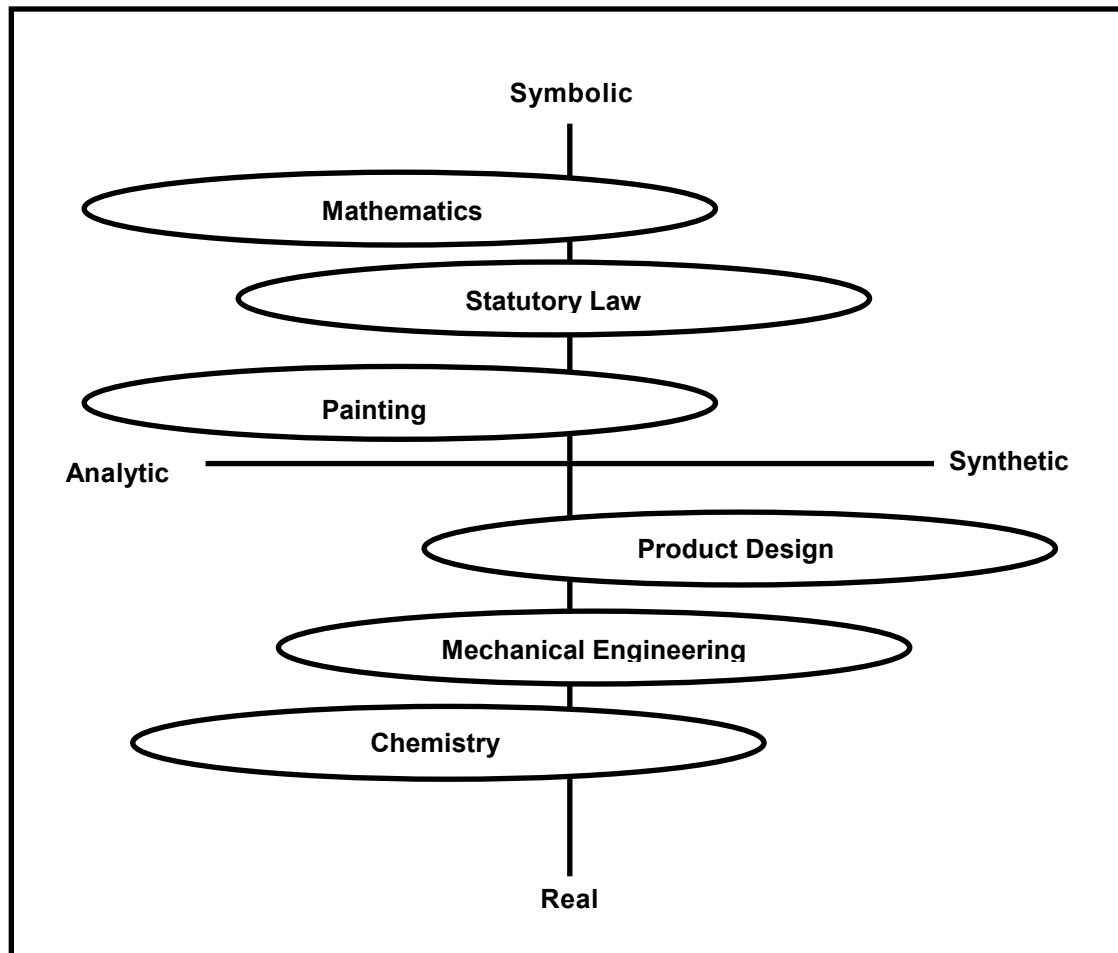 Symbolic
Mathematics
Statutory Law
Painting
Analytic
Synthetic
Product Design
Mechanical Engineering
Chemistry
Real